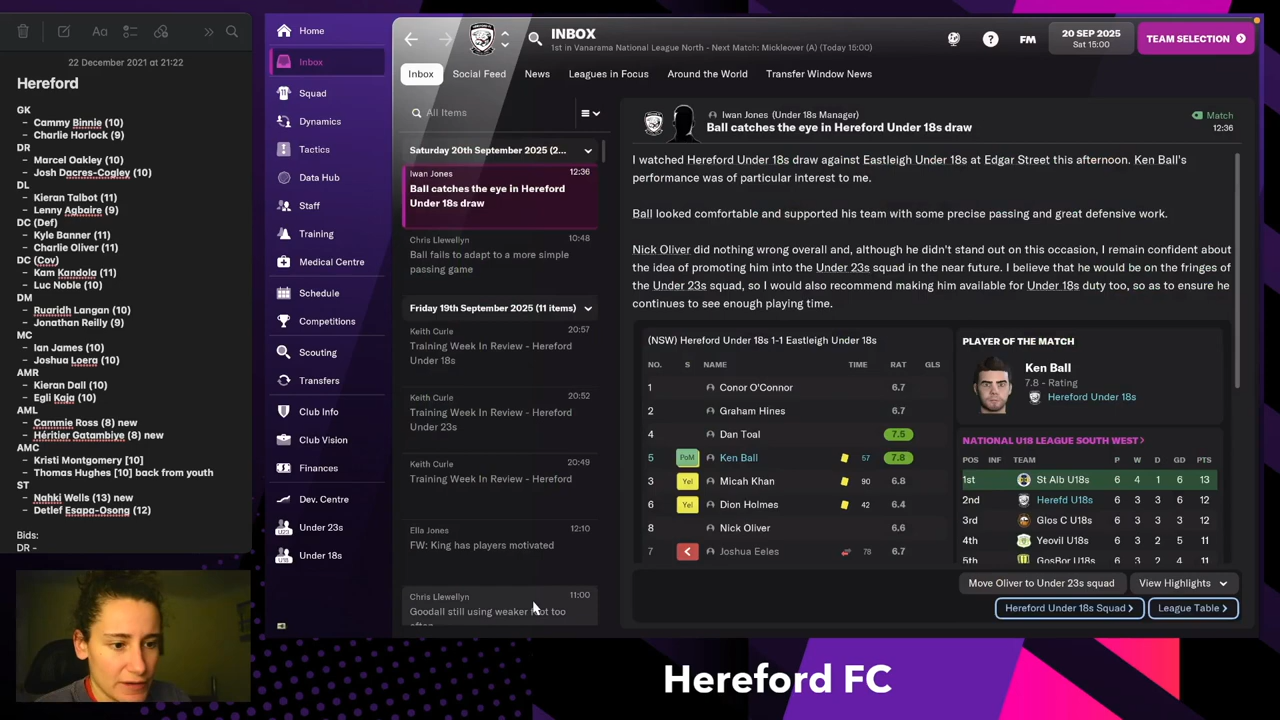 22 December 2021 at 21:22
Hereford
GK
- Cammy Binnie (10)
- Charlie Horlock (9)
DR
- Marcel Oakley (10)
- Josh Dacres-Cogley (10)
DL
- Kieran Talbot (11)
- Lenny Agbaire (9)
DC (Def)
- Kyle Banner (11)
- Charlie Oliver (11)
DC (Cov)
- Kam Kandola (11)
- Luc Noble (10)
DM
- Ruaridh Langan (10)
- Jonathan Reilly (9)
MC
- Ian James (10)
- Joshua Loera (10)
AMR
- Kieran Dall (10)
- Egli Kaja (10)
AML
- Cammie Ross (8) new
- Héritier Gatambiye (8) new
AMC
- Kristi Montgomery [10]
- Thomas Hughes [10] back from youth
ST
- Nahki Wells (13) new
- Detlef Esapa-Osong (12)
Bids:
DR -
Home
Inbox
Squad
Dynamics
Tactics
Data Hub
Staff
Training
Medical Centre
Schedule
Competitions
Scouting
Transfers
Club Info
Club Vision
Finances
Dev. Centre
Under 23s
Under 18s
INBOX
1st in Vanarama National League North - Next Match: Mickleover (A) (Today 15:00)
FM
20 SEP 2025
Sat 15:00
TEAM SELECTION
Inbox
Social Feed
News
Leagues in Focus
Around the World
Transfer Window News
All Items
Saturday 20th September 2025 (2...
Iwan Jones
12:36
Ball catches the eye in Hereford
Under 18s draw
Chris Llewellyn
10:48
Ball fails to adapt to a more simple
passing game
Friday 19th September 2025 (11 items)
Keith Curle
20:57
Training Week In Review - Hereford
Under 18s
Keith Curle
20:52
Training Week In Review - Hereford
Under 23s
Keith Curle
20:49
Training Week In Review - Hereford
Ella Jones
12:10
FW: King has players motivated
Chris Llewellyn
11:00
Goodall still using weaker foot too
often
Iwan Jones (Under 18s Manager)
Ball catches the eye in Hereford Under 18s draw
Match
12:36
I watched Hereford Under 18s draw against Eastleigh Under 18s at Edgar Street this afternoon. Ken Ball's
performance was of particular interest to me.
Ball looked comfortable and supported his team with some precise passing and great defensive work.
Nick Oliver did nothing wrong overall and, although he didn't stand out on this occasion, I remain confident about
the idea of promoting him into the Under 23s squad in the near future. I believe that he would be on the fringes of
the Under 23s squad, so I would also recommend making him available for Under 18s duty too, so as to ensure he
continues to see enough playing time.
(NSW) Hereford Under 18s 1-1 Eastleigh Under 18s
NO. S NAME TIME RAT GLS
1 Conor O'Connor 6.7
2 Graham Hines 6.7
4 Dan Toal 7.5
5 PoM Ken Ball 57 7.8
3 Yel Micah Khan 90 6.8
6 Yel Dion Holmes 42 6.4
8 Nick Oliver 6.6
7 Joshua Eeles 78 6.7
PLAYER OF THE MATCH
Ken Ball
7.8 - Rating
Hereford Under 18s
NATIONAL U18 LEAGUE SOUTH WEST
POS INF TEAM P W D GD PTS
1st St Alb U18s 6 4 1 6 13
2nd Herefd U18s 6 3 3 6 12
3rd Glos C U18s 6 3 3 3 12
4th Yeovil U18s 6 3 2 5 11
5th GosBor U18s 6 3 2 4 11
Move Oliver to Under 23s squad
View Highlights
Hereford Under 18s Squad
League Table
Hereford FC